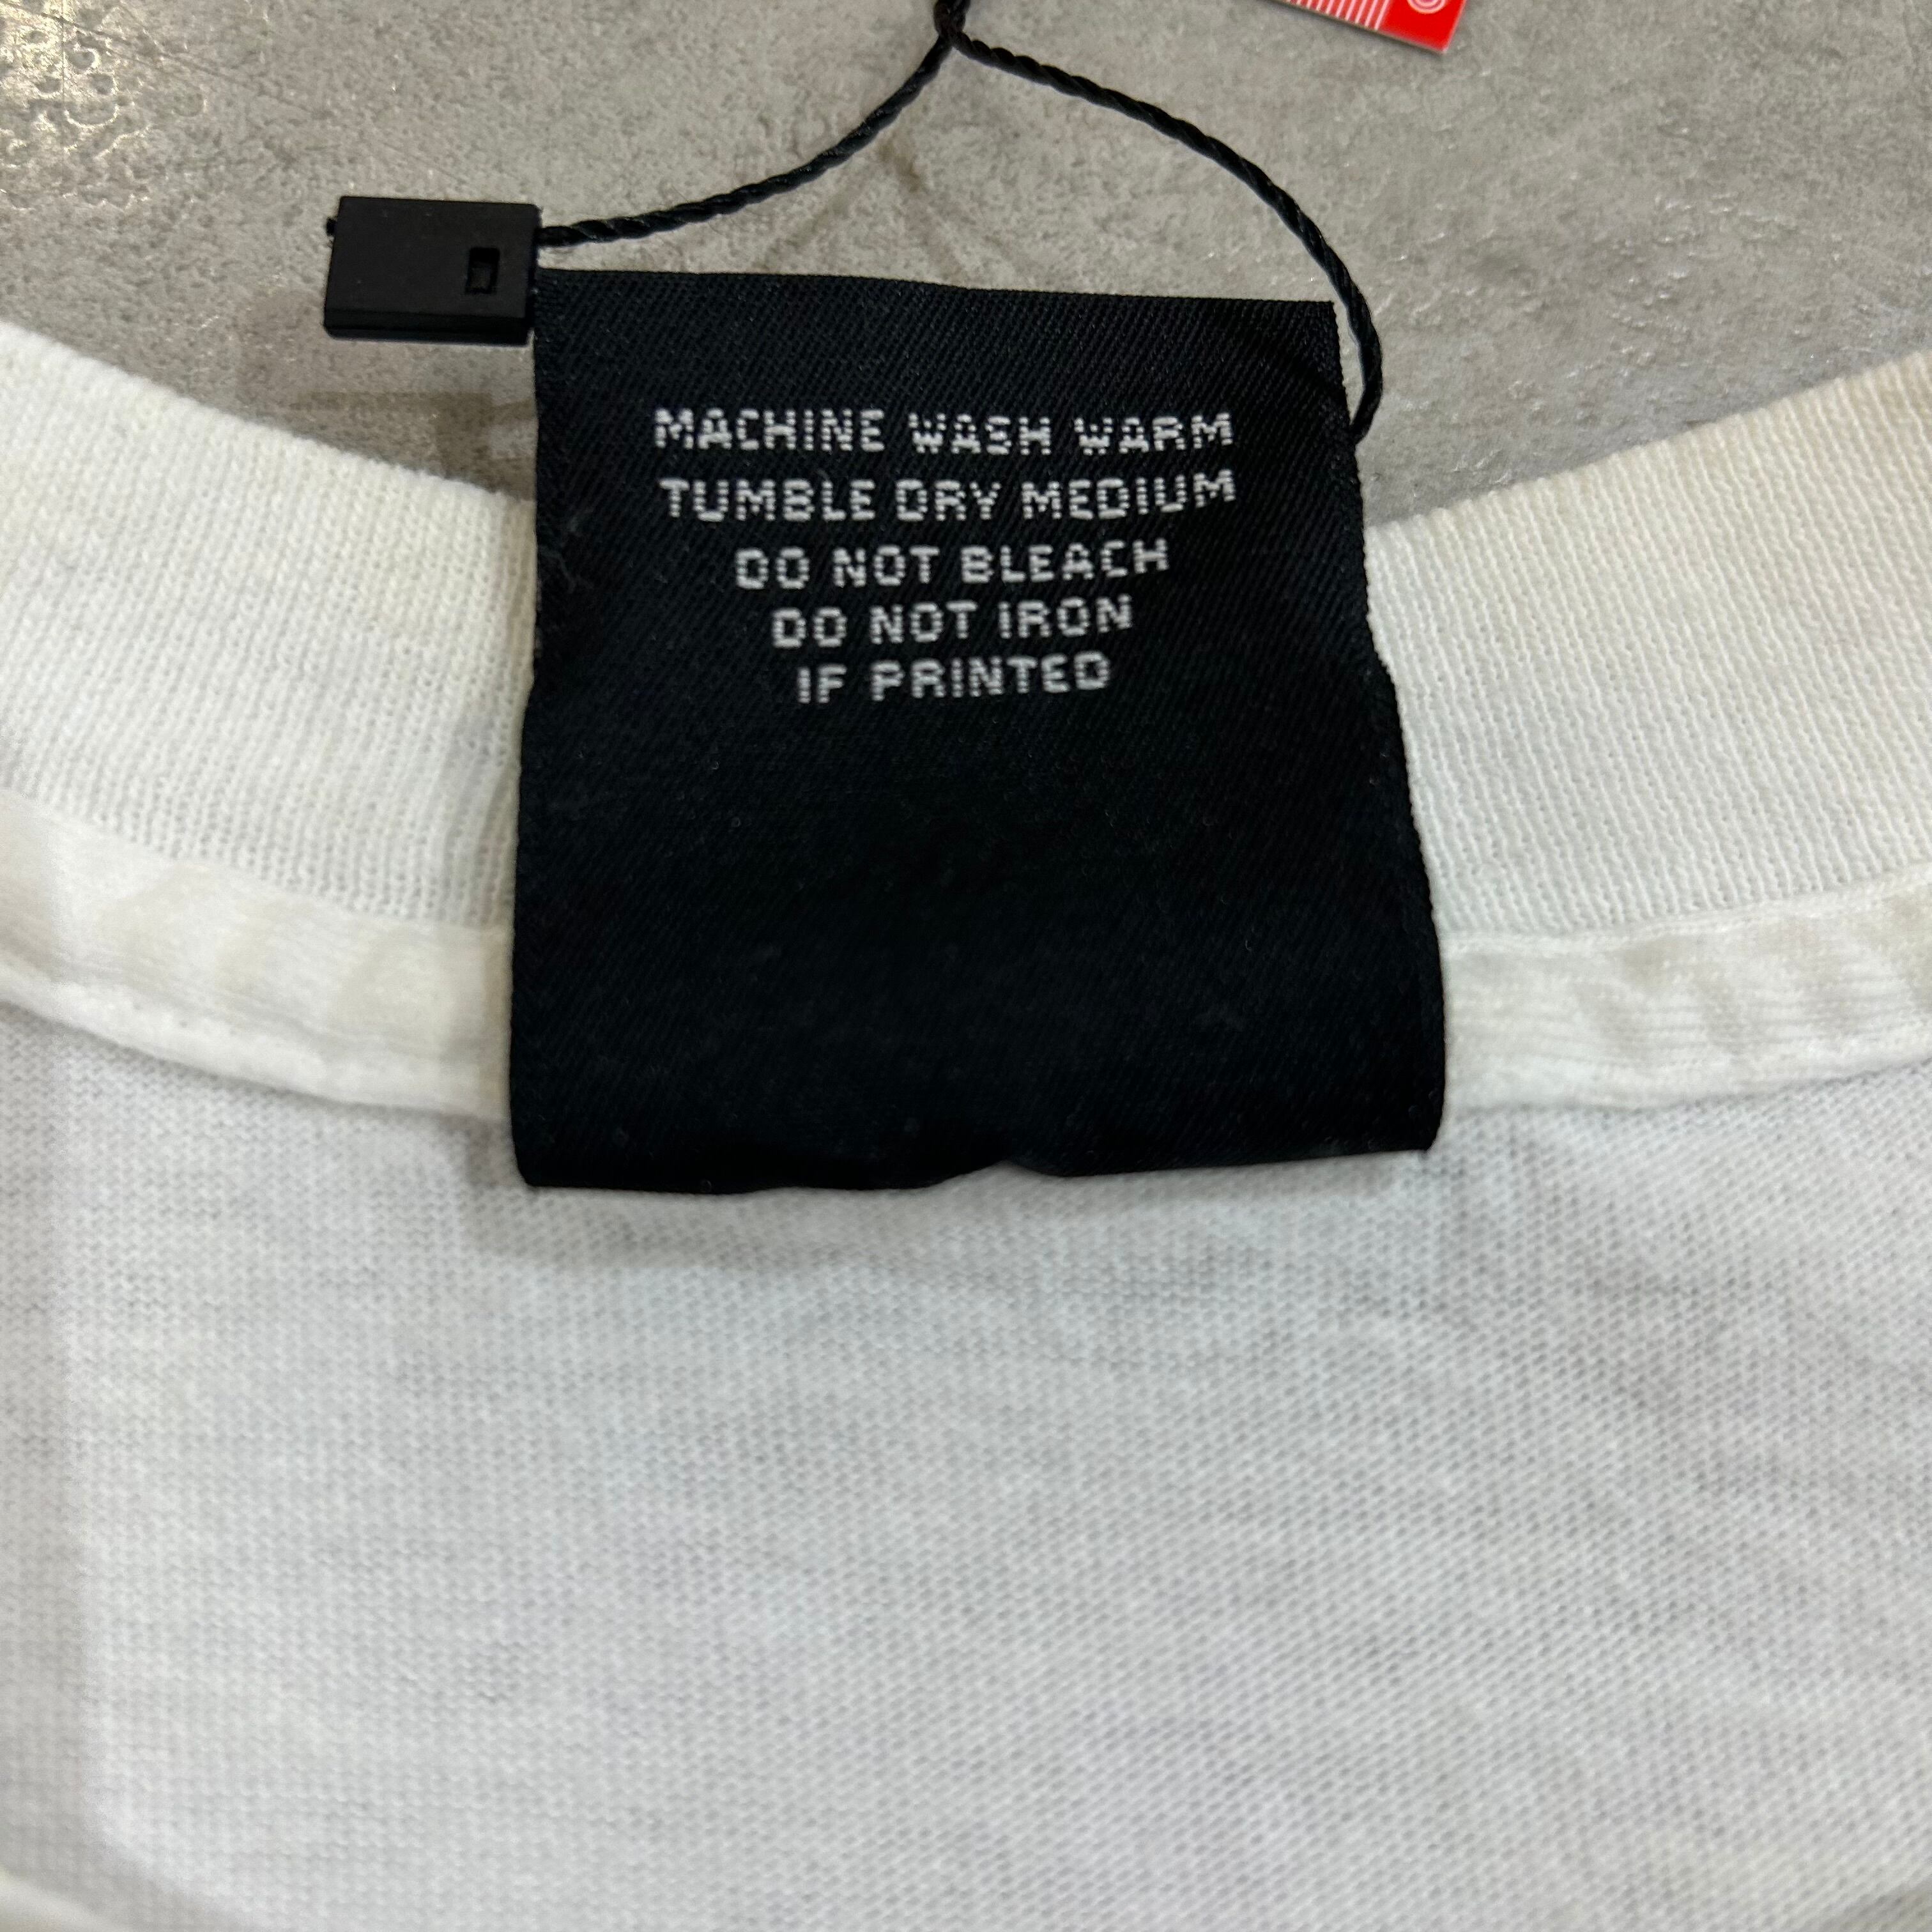 MACHINE WASH WARM
TUMBLE DRY MEDIUM
DO NOT BLEACH
DO NOT IRON
IF PRINTED